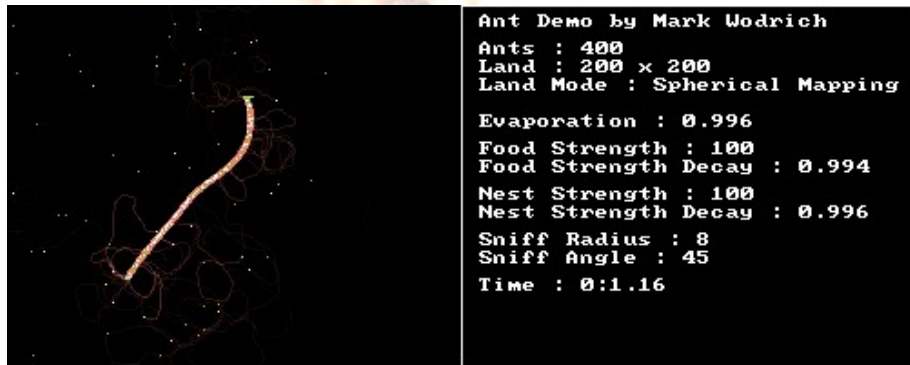 Ant Demo by Mark Wodrich
Ants : 400
Land : 200 x 200
Land Mode : Spherical Mapping
Evaporation : 0.996
Food Strength : 100
Food Strength Decay : 0.994
Nest Strength : 100
Nest Strength Decay : 0.996
Sniff Radius : 8
Sniff Angle : 45
Time : 0:1.16